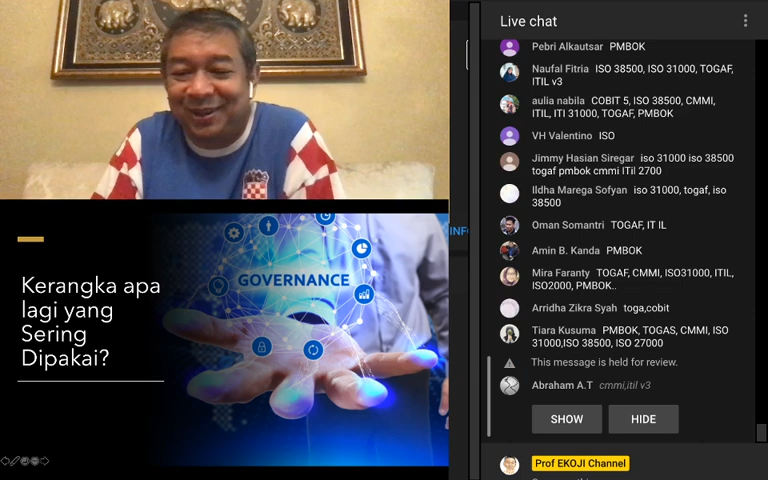 Live chat
Pebri Alkautsar PMBOK
Naufal Fitria ISO 38500, ISO 31000, TOGAF,
ITIL v3
aulia nabila COBIT 5, ISO 38500, CMMI,
ITIL, ITI 31000, TOGAF, PMBOK
VH Valentino ISO
Jimmy Hasian Siregar iso 31000 iso 38500
togaf pmbok cmmi ITil 2700
Ildha Marega Sofyan iso 31000, togaf, iso
38500
Oman Somantri TOGAF, IT IL
Amin B. Kanda PMBOK
Mira Faranty TOGAF, CMMI, ISO31000, ITIL,
ISO2000, PMBOK..
Arridha Zikra Syah toga,cobit
Tiara Kusuma PMBOK, TOGAS, CMMI, ISO
31000,ISO 38500, ISO 27000
This message is held for review.
Abraham A.T cmmi,itil v3
SHOW HIDE
Prof EKOJI Channel
GOVERNANCE
Kerangka apa
lagi yang
Sering
Dipakai?
INFO